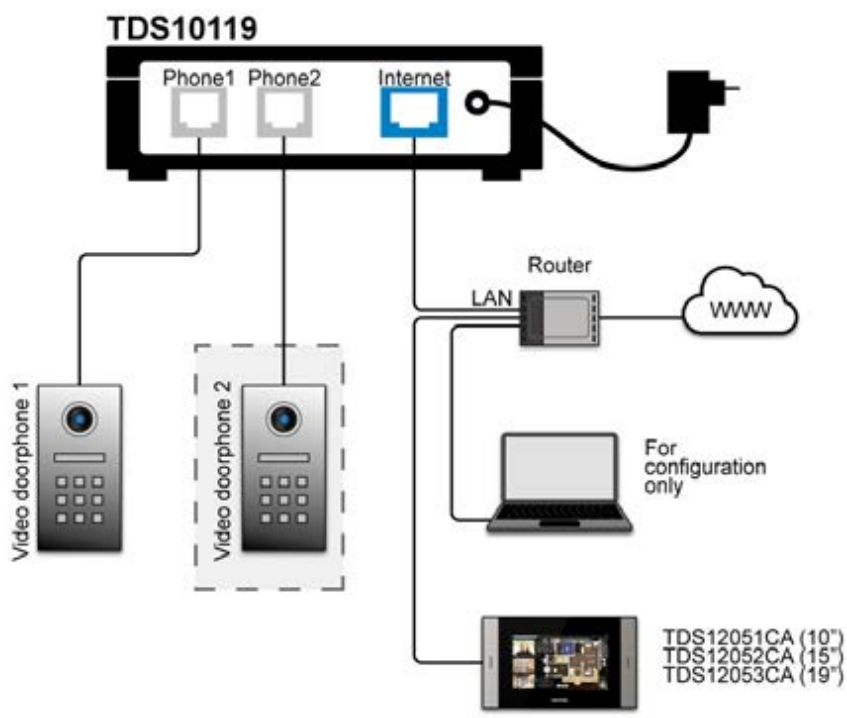 TDS10119
Phone1 Phone2 Internet
Router
LAN
WWW
Video doorphone 1
Video doorphone 2
For
configuration
only
TDS12051CA (10")
TDS12052CA (15")
TDS12053CA (19")